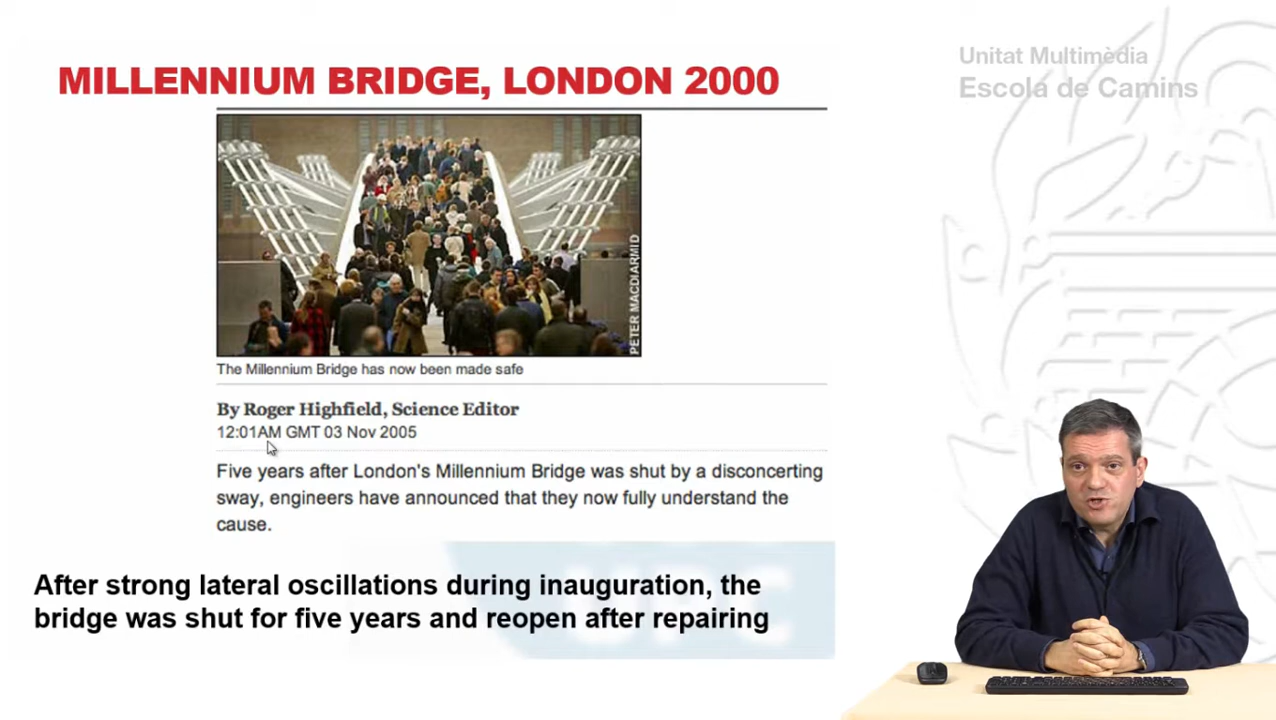 MILLENNIUM BRIDGE, LONDON 2000
Unitat Multimèdia
Escola de Camins
PETER MACDIARMID
The Millennium Bridge has now been made safe
By Roger Highfield, Science Editor
12:01AM GMT 03 Nov 2005
Five years after London's Millennium Bridge was shut by a disconcerting
sway, engineers have announced that they now fully understand the
cause.
After strong lateral oscillations during inauguration, the
bridge was shut for five years and reopen after repairing
UPC